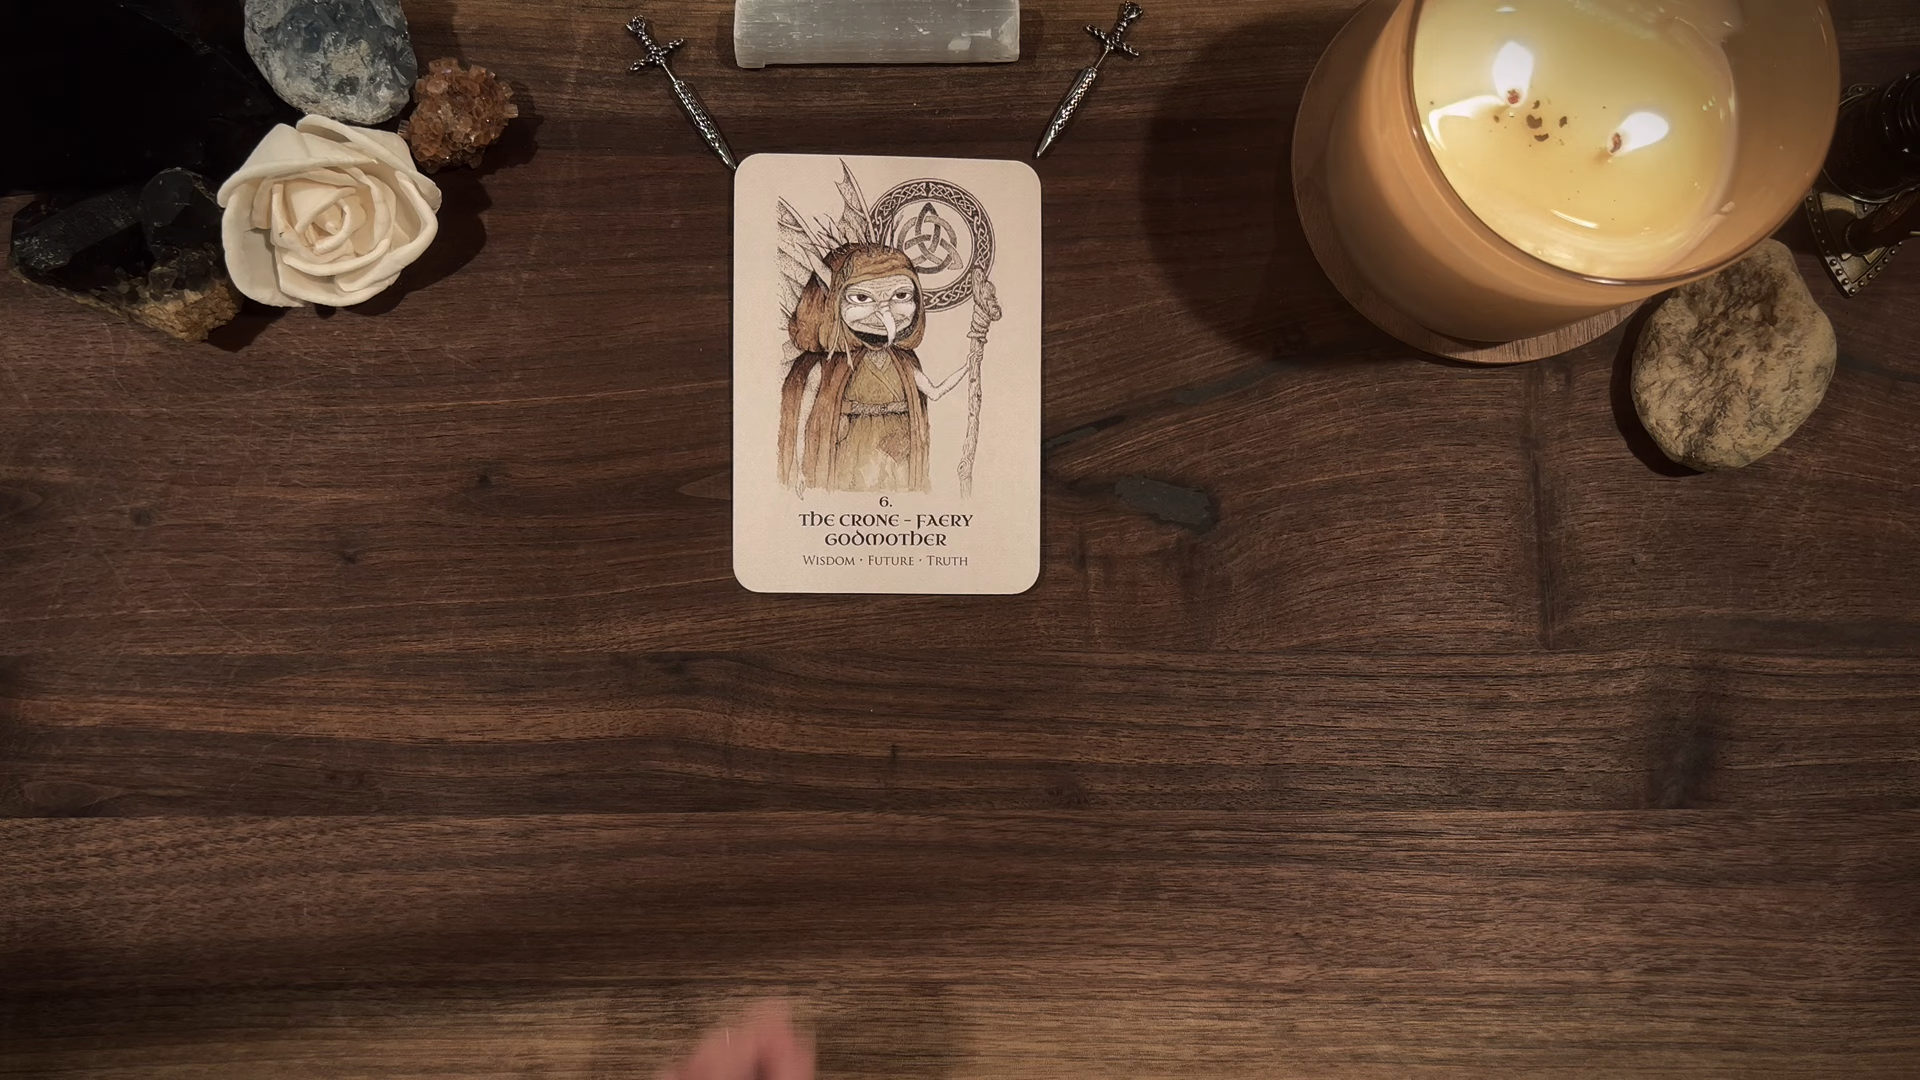 6.
The Crone - Faery
Godmother
Wisdom · Future · Truth